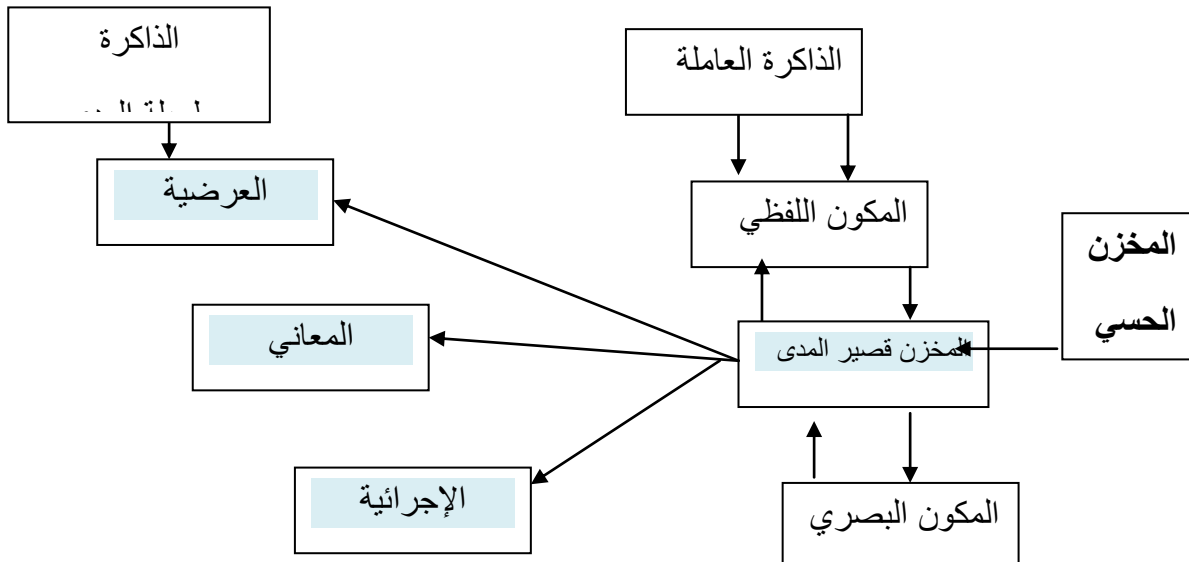 الذاكرة
الذاكرة العاملة
العرضية
المكون اللفظي
المخزن
الحسي
المعاني
المخزن قصير المدى
الإجرائية
المكون البصري